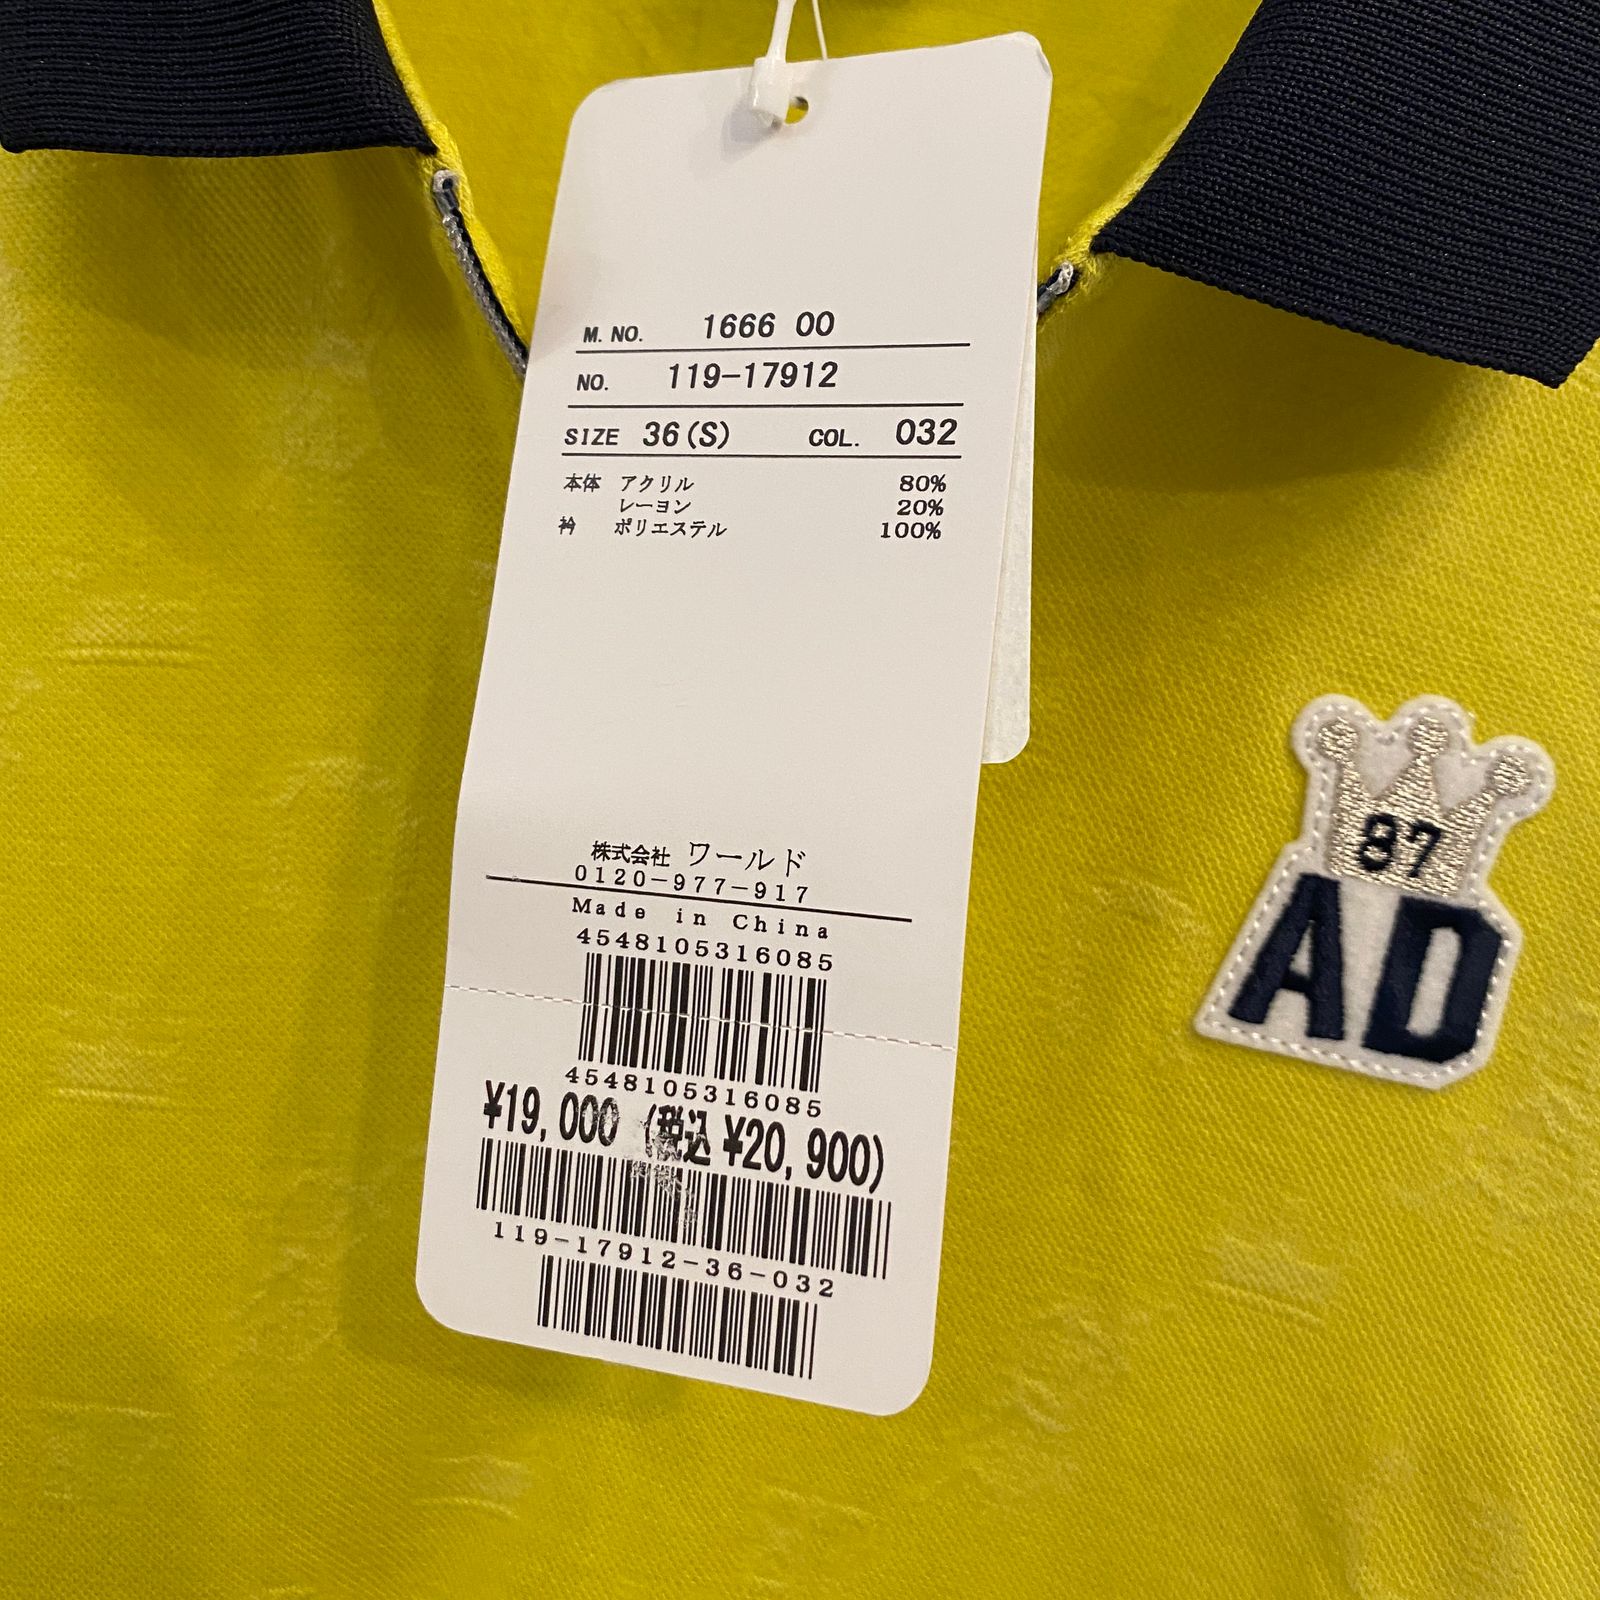 M. NO. 1666 00
NO. 119-17912
SIZE 36(S) COL. 032
本体 アクリル 80%
レーヨン 20%
衿 ポリエステル 100%
株式会社 ワールド
0120-977-917
Made in China
4548105316085
4548105316085
¥19,000 (税込 ¥20,900)
119-17912-36-032
87
AD